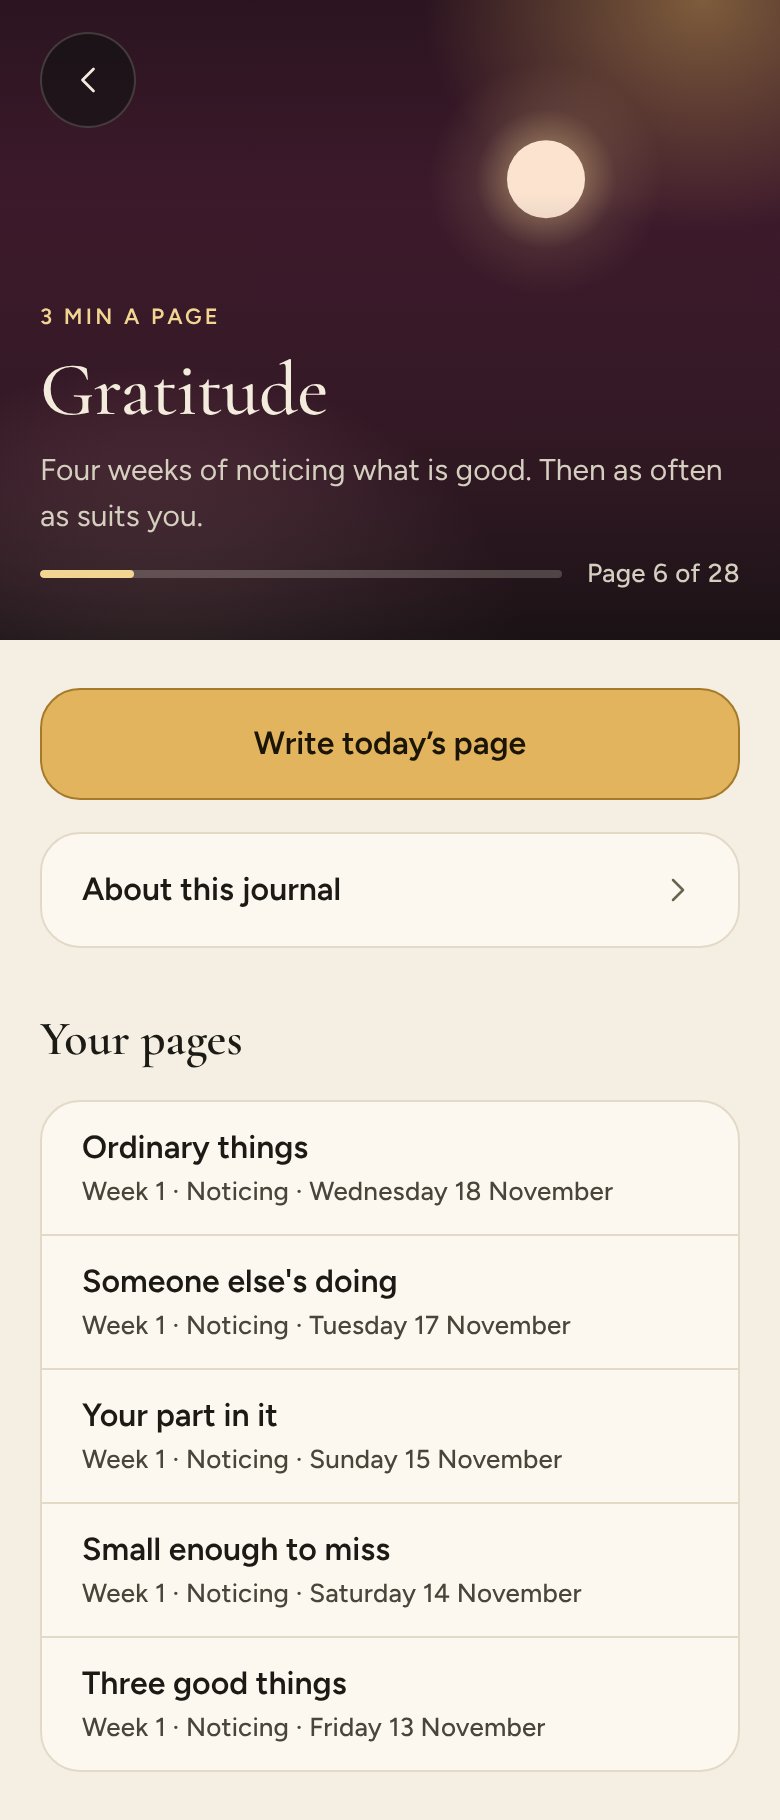 3 MIN A PAGE
Gratitude
Four weeks of noticing what is good. Then as often
as suits you.
Page 6 of 28
Write today’s page
About this journal
Your pages
Ordinary things
Week 1 · Noticing · Wednesday 18 November
Someone else's doing
Week 1 · Noticing · Tuesday 17 November
Your part in it
Week 1 · Noticing · Sunday 15 November
Small enough to miss
Week 1 · Noticing · Saturday 14 November
Three good things
Week 1 · Noticing · Friday 13 November